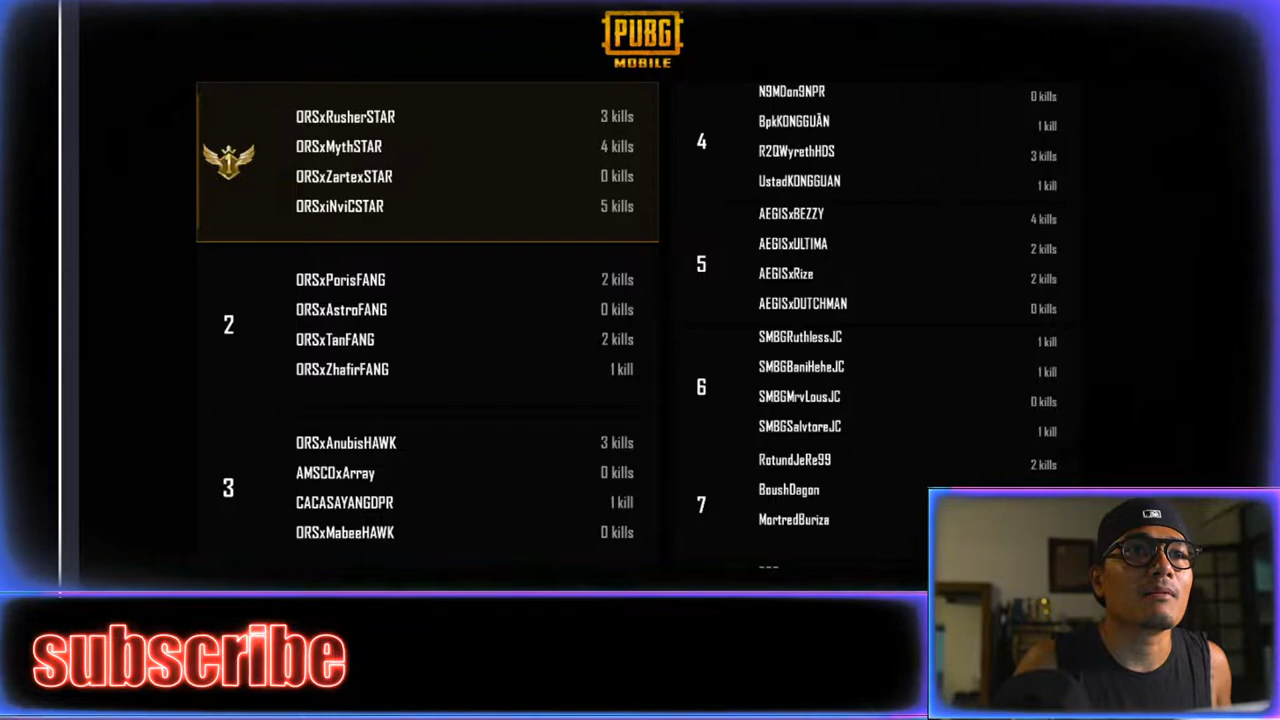 PUBG
MOBILE
1
ORSxRusherSTAR 3 kills
ORSxMythSTAR 4 kills
ORSxZartexSTAR 0 kills
ORSxiNviCSTAR 5 kills
2
ORSxPorisFANG 2 kills
ORSxAstroFANG 0 kills
ORSxTanFANG 2 kills
ORSxZhafirFANG 1 kill
3
ORSxAnubisHAWK 3 kills
AMSCOxArray 0 kills
CACASAYANGDPR 1 kill
ORSxMabeeHAWK 0 kills
4
N9MDon9NPR 0 kills
BpkKONGGUĀN 1 kill
R2QWyrethHDS 3 kills
UstadKONGGUAN 1 kill
5
AEGISxBEZZY 4 kills
AEGISxULTIMA 2 kills
AEGISxRize 2 kills
AEGISxDUTCHMAN 0 kills
6
SMBGRuthlessJC 1 kill
SMBGBaniHeheJC 1 kill
SMBGMrvLousJC 0 kills
SMBGSalvtoreJC 1 kill
7
RotundJeRe99 2 kills
BoushDagon
MortredBuriza
subscribe